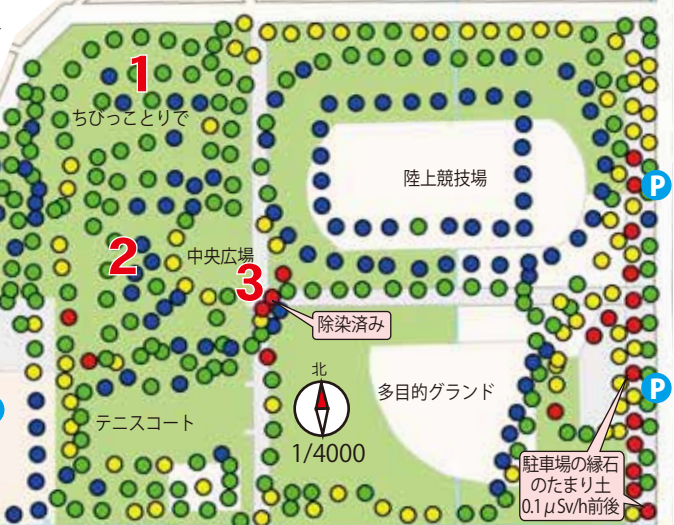 1
ちびっことりで
陸上競技場
P
2
中央広場
3
除染済み
北
1/4000
多目的グランド
P
テニスコート
駐車場の縁石
のたまり土
0.1μSv/h前後